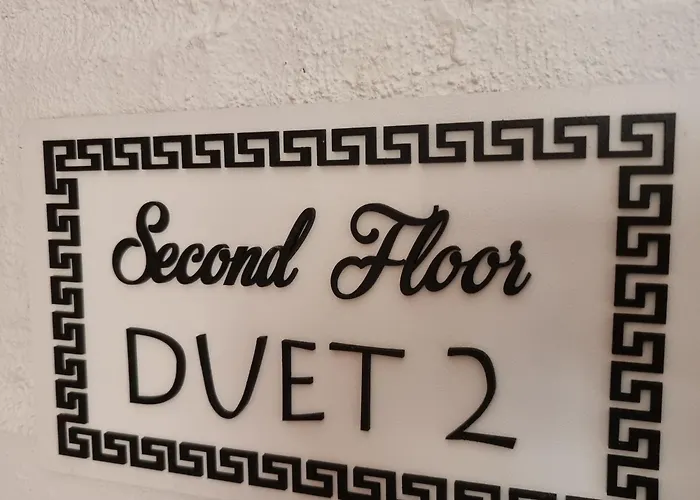 Second Floor
DUET 2